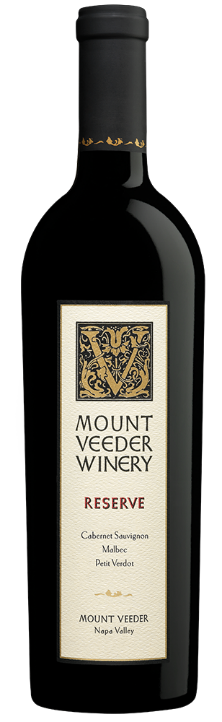 V
MOUNT
VEEDER
WINERY
RESERVE
Cabernet Sauvignon
Malbec
Petit Verdot
MOUNT VEEDER
Napa Valley